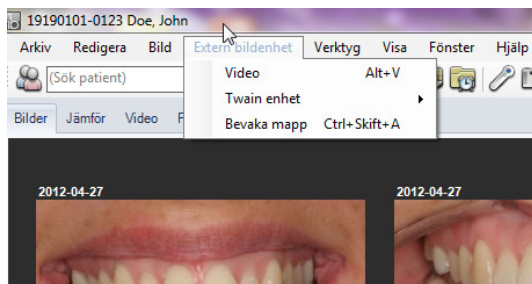 19190101-0123 Doe, John
Arkiv Redigera Bild Extern bildenhet Verktyg Visa Fönster Hjälp
(Sök patient)
Video Alt+V
Twain enhet
Bevaka mapp Ctrl+Skift+A
Bilder Jämför Video
2012-04-27 2012-04-27